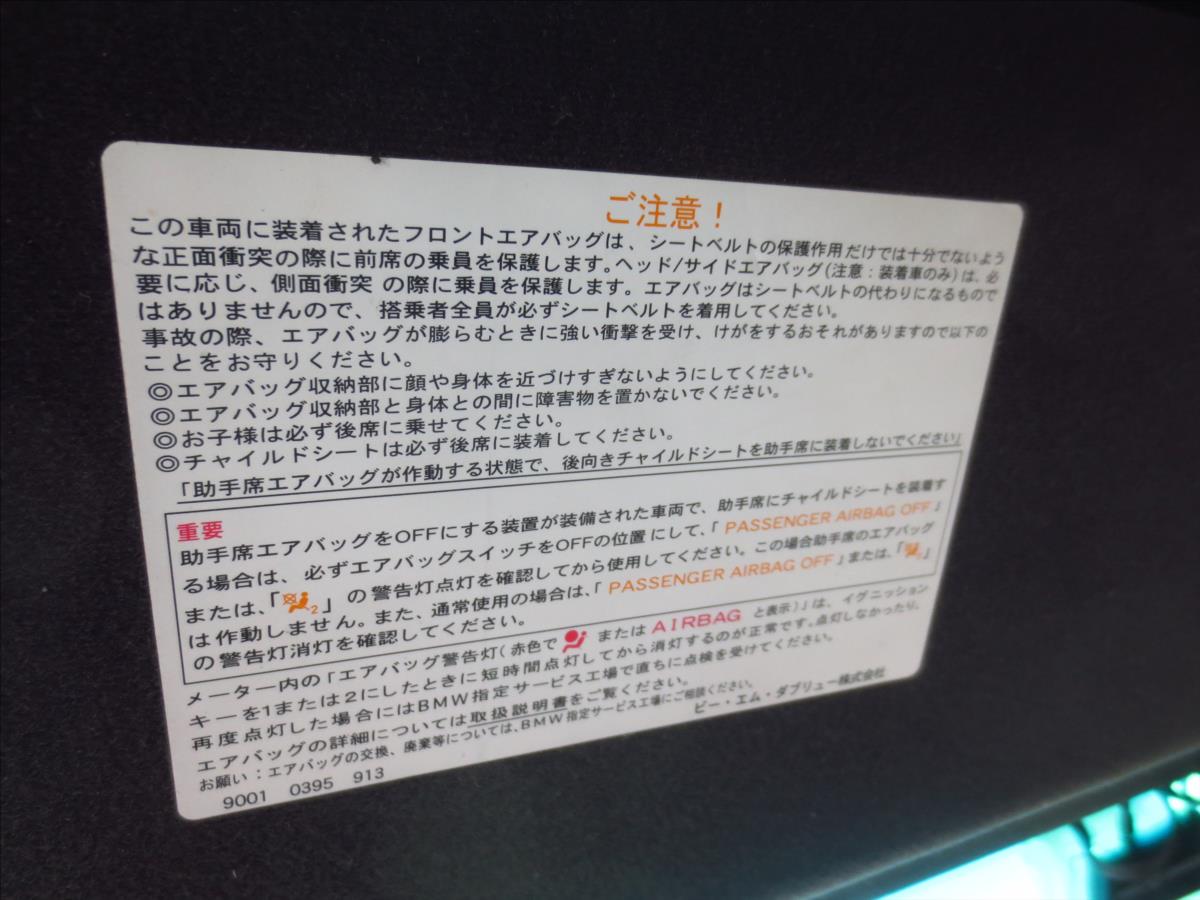 ご注意！
この車両に装着されたフロントエアバッグは、シートベルトの保護作用だけでは十分でないよう
な正面衝突の際に前席の乗員を保護します。ヘッド/サイドエアバッグ(注意：装着車のみ)は、必
要に応じ、側面衝突 の際に乗員を保護します。エアバッグはシートベルトの代わりになるもので
はありませんので、搭乗者全員が必ずシートベルトを着用してください。
事故の際、エアバッグが膨らむときに強い衝撃を受け、けがをするおそれがありますので以下の
ことをお守りください。
◎エアバッグ収納部に顔や身体を近づけすぎないようにしてください。
◎エアバッグ収納部と身体との間に障害物を置かないでください。
◎お子様は必ず後席に乗せてください。
◎チャイルドシートは必ず後席に装着してください。
「助手席エアバッグが作動する状態で、後向きチャイルドシートを助手席に装着しないでください」
重要
助手席エアバッグをOFFにする装置が装備された車両で、助手席にチャイルドシートを装着す
る場合は、必ずエアバッグスイッチをOFFの位置にして、「 PASSENGER AIRBAG OFF 」
または、「 2 」の警告灯点灯を確認してから使用してください。この場合助手席のエアバッグ
は作動しません。また、通常使用の場合は、「 PASSENGER AIRBAG OFF 」または、「 」
の警告灯消灯を確認してください。
メーター内の「エアバッグ警告灯(赤色で または AIRBAG と表示)」は、イグニッション
キーを1または2にしたときに短時間点灯してから消灯するのが正常です。点灯しなかったり、
再度点灯した場合にはBMW指定サービス工場で直ちに点検を受けてください。
エアバッグの詳細については取扱説明書をご覧ください。
お願い：エアバッグの交換、廃棄等については、BMW指定サービス工場にご相談ください。
ビー・エム・ダブリュー株式会社
9001 0395 913